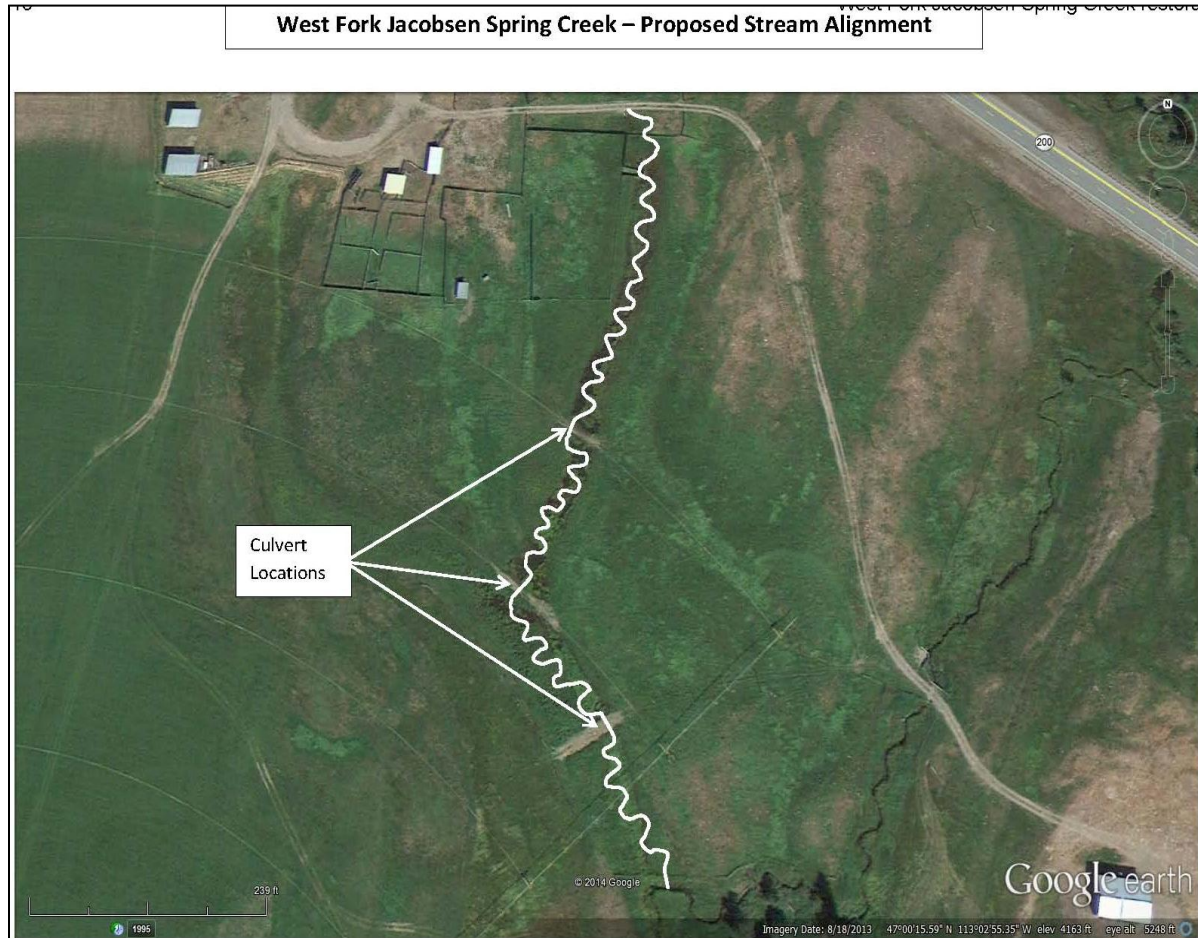 West Fork Jacobsen Spring Creek – Proposed Stream Alignment
200
N
Culvert
Locations
239 ft
© 2014 Google
Google earth
1995
Imagery Date: 8/18/2013 47°00'15.59" N 113°02'55.35" W elev 4163 ft eye alt 5248 ft